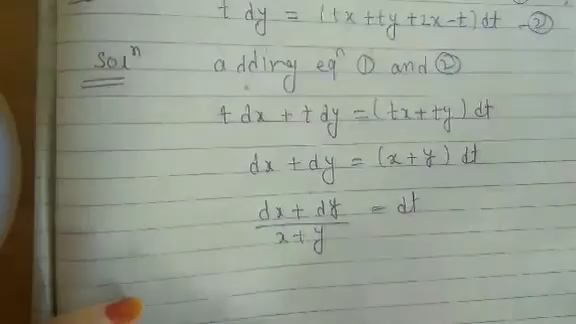 t dy = (tx + ty + 2x - t) dt -②
Solⁿ adding eqⁿ ① and ②
t dx + t dy = (tx + ty) dt
dx + dy = (x + y) dt
dx + dy / x + y = dt